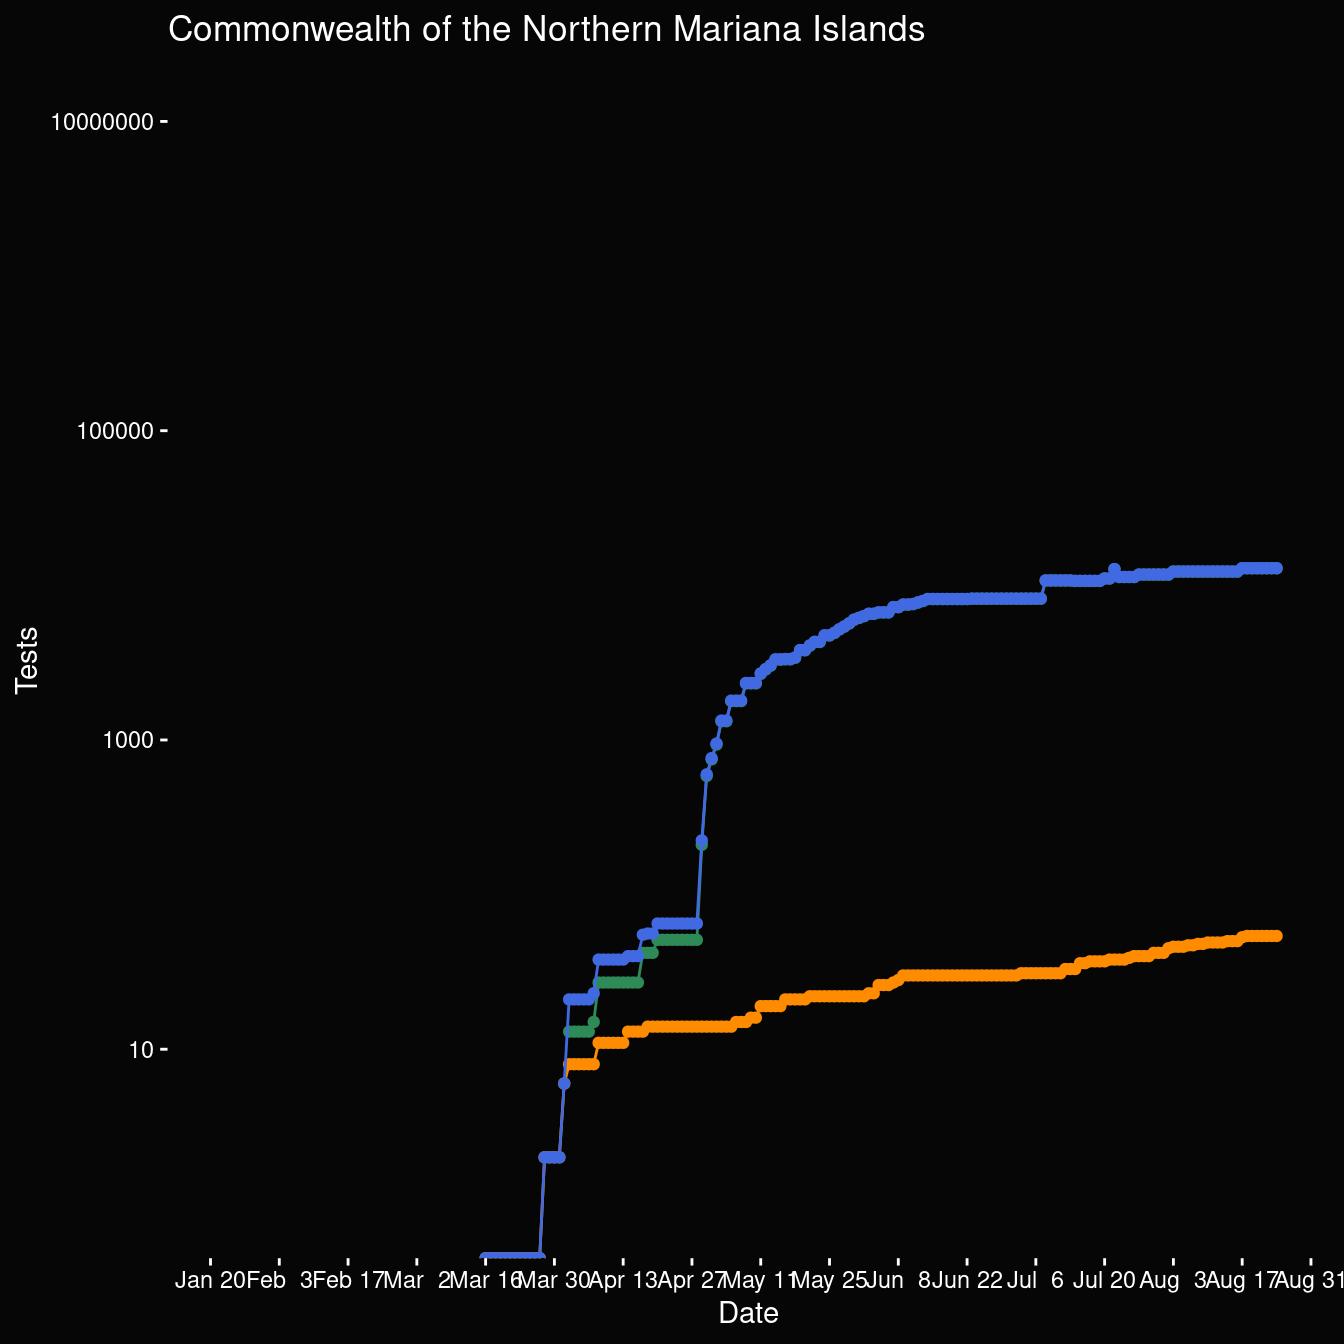 Commonwealth of the Northern Mariana Islands
10000000
100000
1000
10
Tests
Jan 20 Feb 3 Feb 17 Mar 2 Mar 16 Mar 30 Apr 13 Apr 27 May 11 May 25 Jun 8 Jun 22 Jul 6 Jul 20 Aug 3 Aug 17 Aug 31
Date